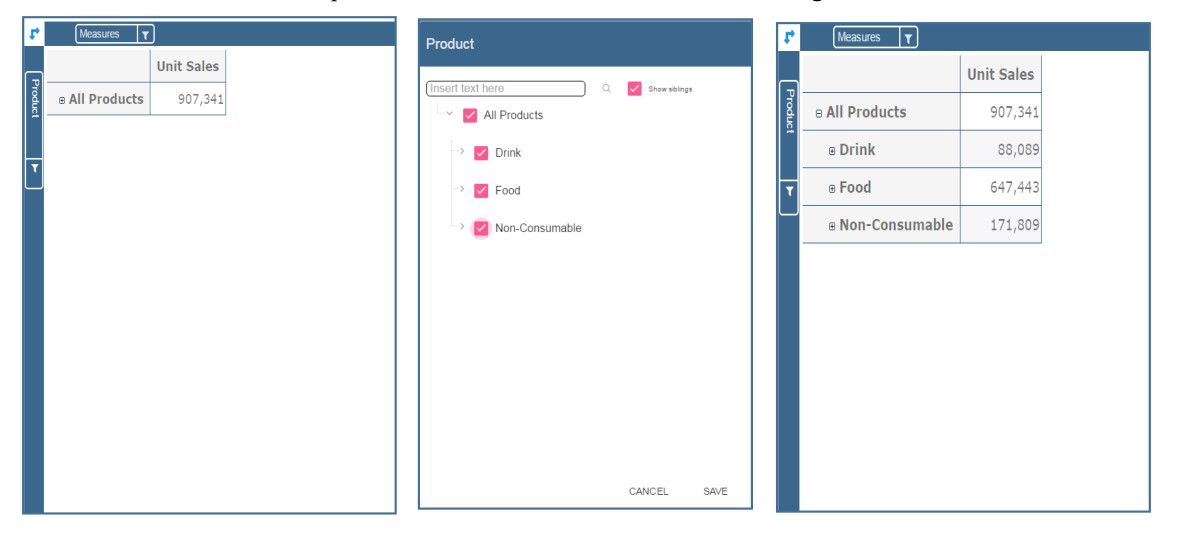 Measures
Unit Sales
All Products 907,341
Product
Product
Insert text here
Show siblings
All Products
Drink
Food
Non-Consumable
CANCEL SAVE
Measures
Unit Sales
All Products 907,341
Drink 88,089
Food 647,443
Non-Consumable 171,809
Product